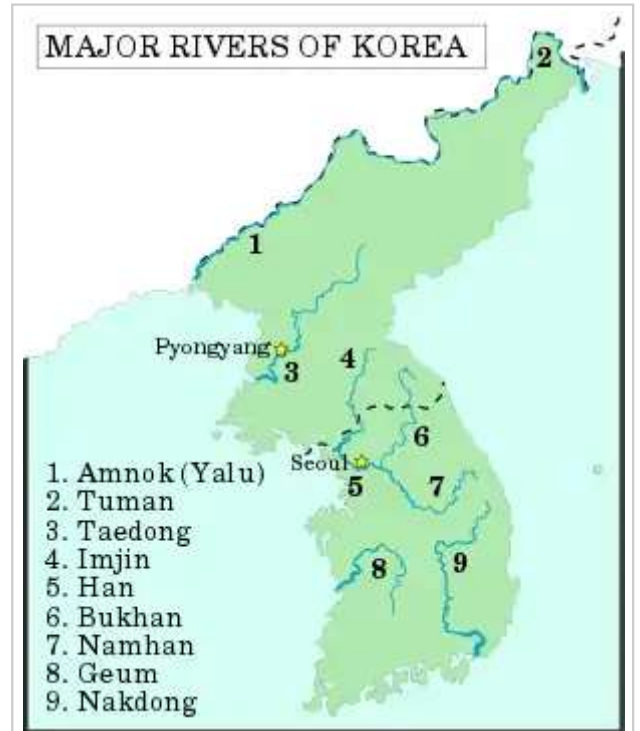 MAJOR RIVERS OF KOREA
2
1
Pyongyang
3
4
6
Seoul
5
7
8
9
1. Amnok (Yalu)
2. Tuman
3. Taedong
4. Imjin
5. Han
6. Bukhan
7. Namhan
8. Geum
9. Nakdong